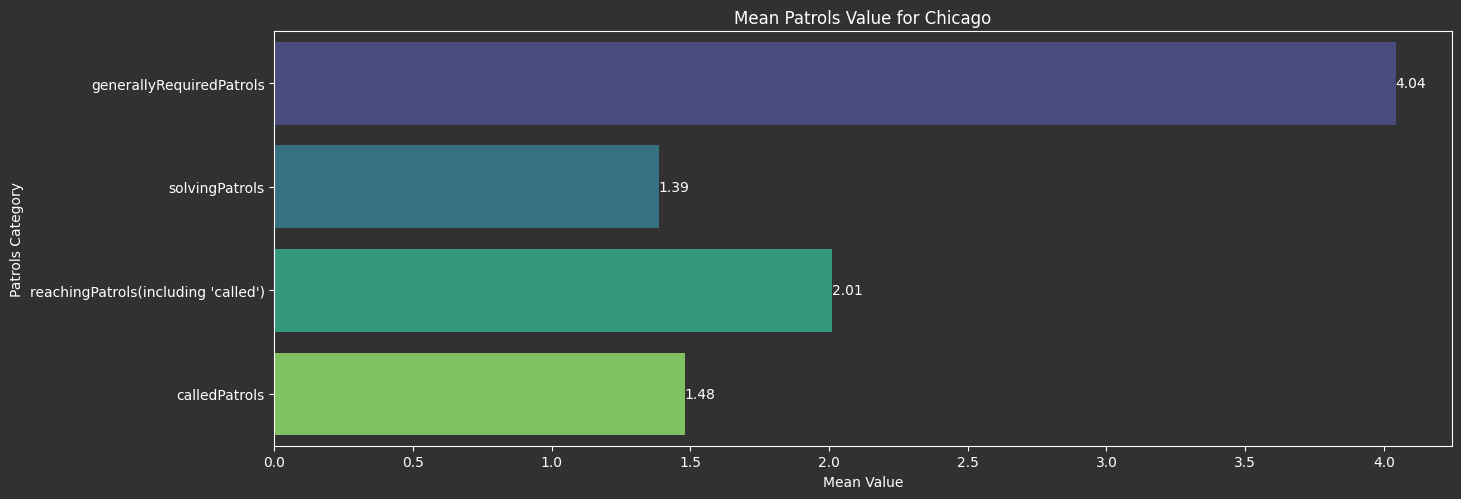 Mean Patrols Value for Chicago
generallyRequiredPatrols
4.04
solvingPatrols
1.39
reachingPatrols(including 'called')
2.01
calledPatrols
1.48
Patrols Category
0.0 0.5 1.0 1.5 2.0 2.5 3.0 3.5 4.0
Mean Value